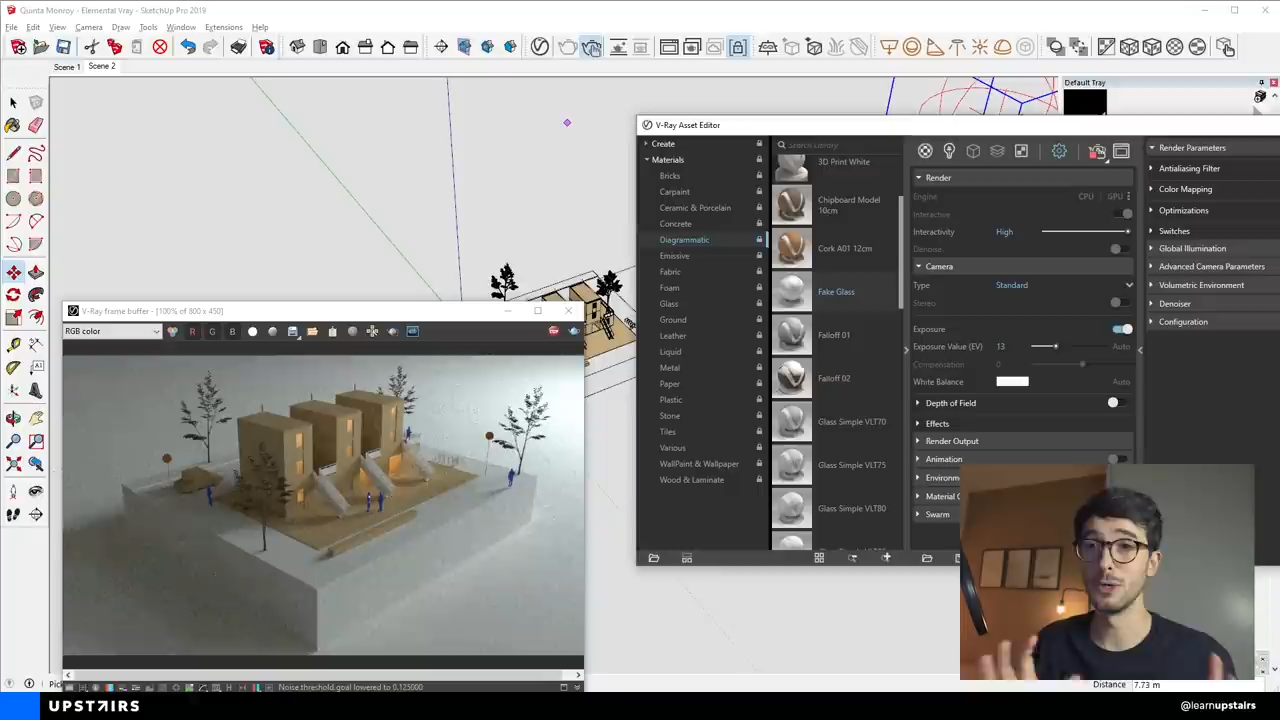 Quinta Monroy - Elemental Vray - SketchUp Pro 2019
File Edit View Camera Draw Tools Window Extensions Help
Scene 1 Scene 2
Default Tray
V-Ray Asset Editor
Create
Materials
Bricks
Carpaint
Ceramic & Porcelain
Concrete
Diagrammatic
Emissive
Fabric
Foam
Glass
Ground
Leather
Liquid
Metal
Paper
Plastic
Stone
Tiles
Various
WallPaint & Wallpaper
Wood & Laminate
Search Library
3D Print White
Chipboard Model
10cm
Cork A01 12cm
Fake Glass
Falloff 01
Falloff 02
Glass Simple VLT70
Glass Simple VLT75
Glass Simple VLT80
Render
Engine CPU GPU
Interactive
Interactivity High
Denoise
Camera
Type Standard
Stereo
Exposure
Exposure Value (EV) 13 Auto
Compensation 0
White Balance Auto
Depth of Field
Effects
Render Output
Animation
Environm
Material O
Swarm
Render Parameters
Antialiasing Filter
Color Mapping
Optimizations
Switches
Global Illumination
Advanced Camera Parameters
Volumetric Environment
Denoiser
Configuration
V-Ray frame buffer - [100% of 800 x 450]
RGB color
R G B
Noise threshold goal lowered to 0.125000
Distance 7.73 m
UPSTAIRS
@learnupstairs